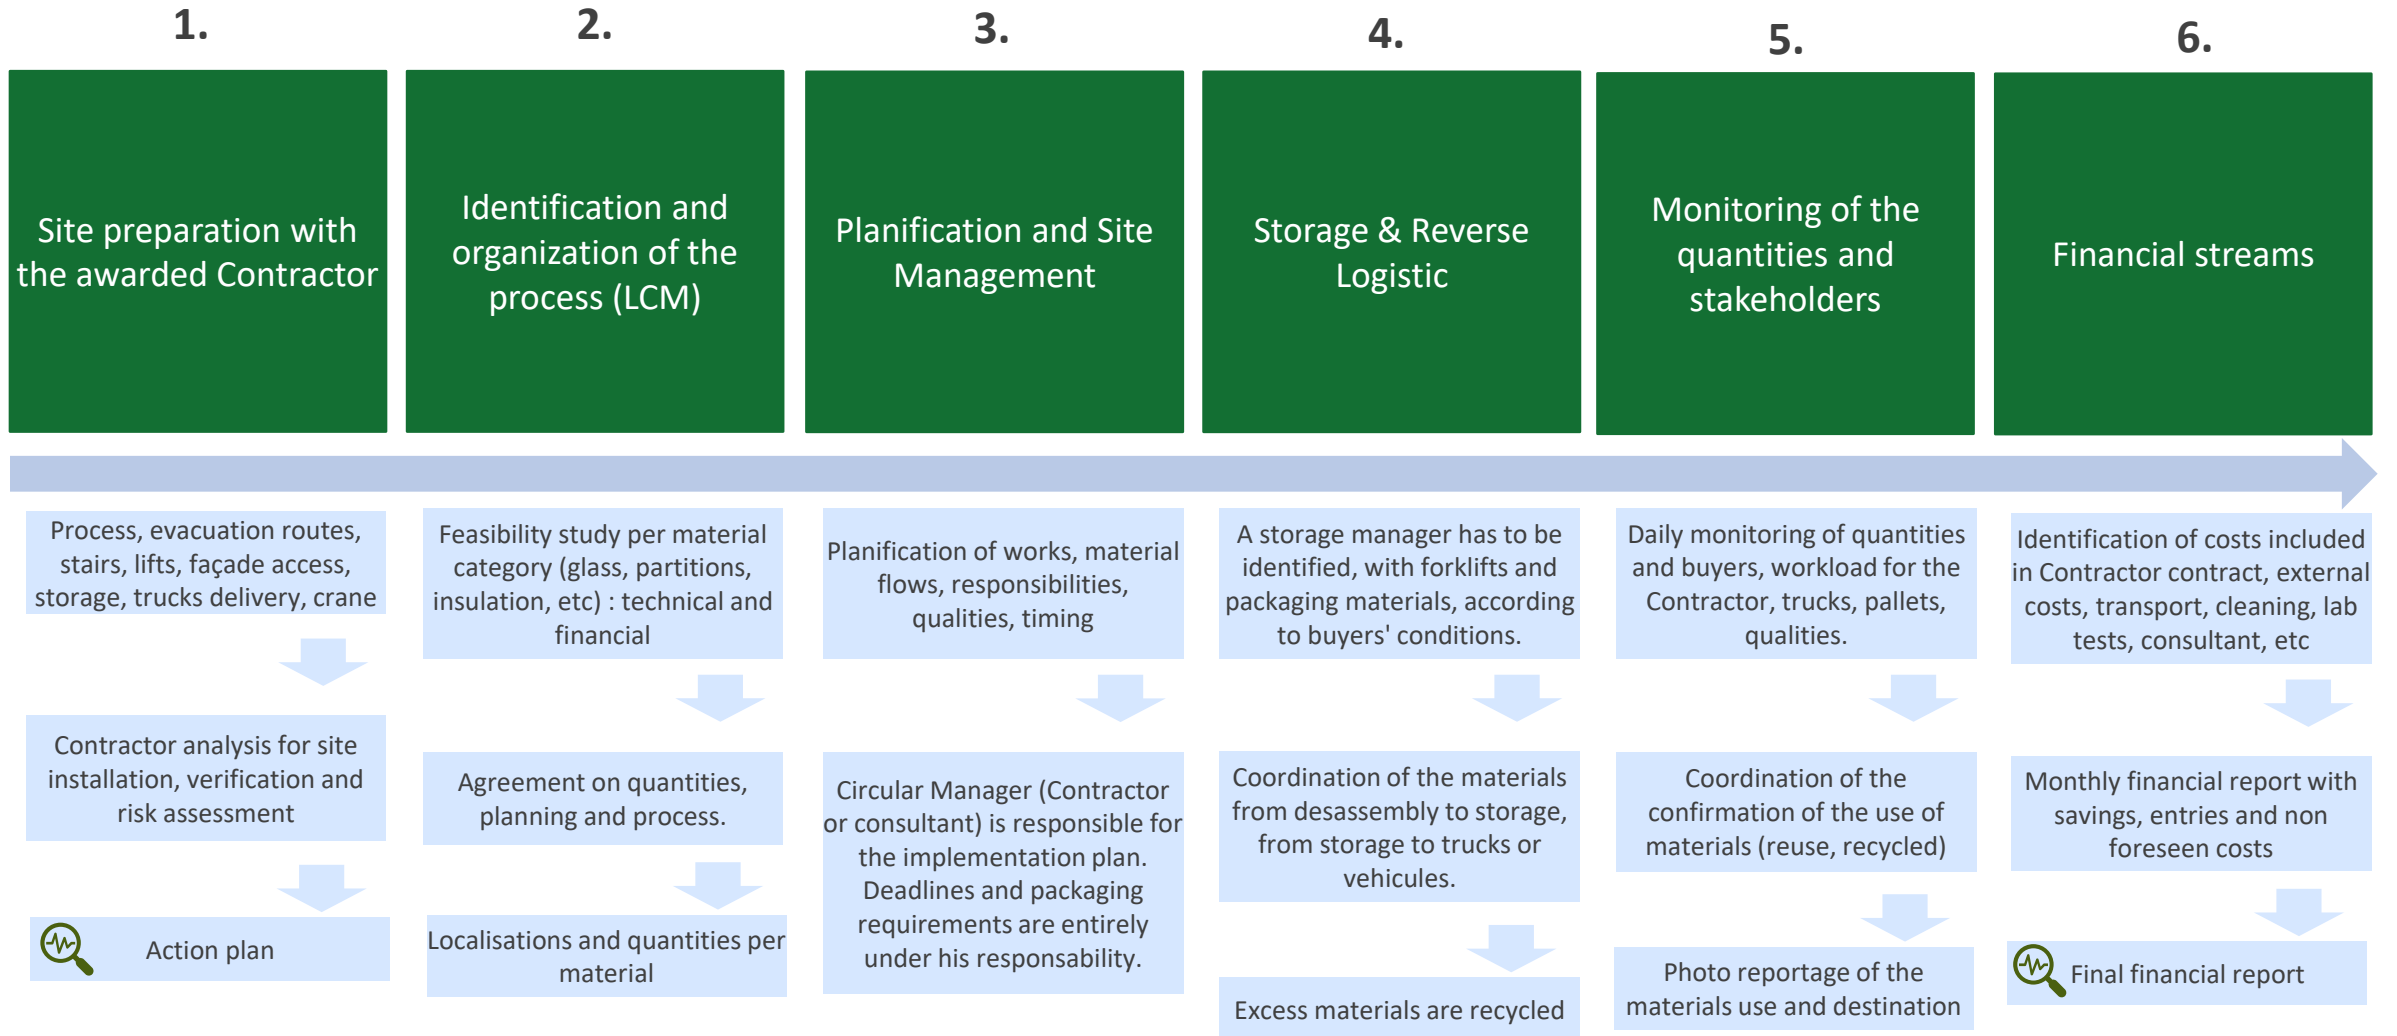 1.
Site preparation with
the awarded Contractor
Process, evacuation routes,
stairs, lifts, façade access,
storage, trucks delivery, crane
Contractor analysis for site
installation, verification and
risk assessment
Action plan
2.
Identification and
organization of the
process (LCM)
Feasibility study per material
category (glass, partitions,
insulation, etc) : technical and
financial
Agreement on quantities,
planning and process.
Localisations and quantities per
material
3.
Planification and Site
Management
Planification of works, material
flows, responsibilities,
qualities, timing
Circular Manager (Contractor
or consultant) is responsible for
the implementation plan.
Deadlines and packaging
requirements are entirely
under his responsability.
4.
Storage & Reverse
Logistic
A storage manager has to be
identified, with forklifts and
packaging materials, according
to buyers' conditions.
Coordination of the materials
from desassembly to storage,
from storage to trucks or
vehicules.
Excess materials are recycled
5.
Monitoring of the
quantities and
stakeholders
Daily monitoring of quantities
and buyers, workload for the
Contractor, trucks, pallets,
qualities.
Coordination of the
confirmation of the use of
materials (reuse, recycled)
Photo reportage of the
materials use and destination
6.
Financial streams
Identification of costs included
in Contractor contract, external
costs, transport, cleaning, lab
tests, consultant, etc
Monthly financial report with
savings, entries and non
foreseen costs
Final financial report